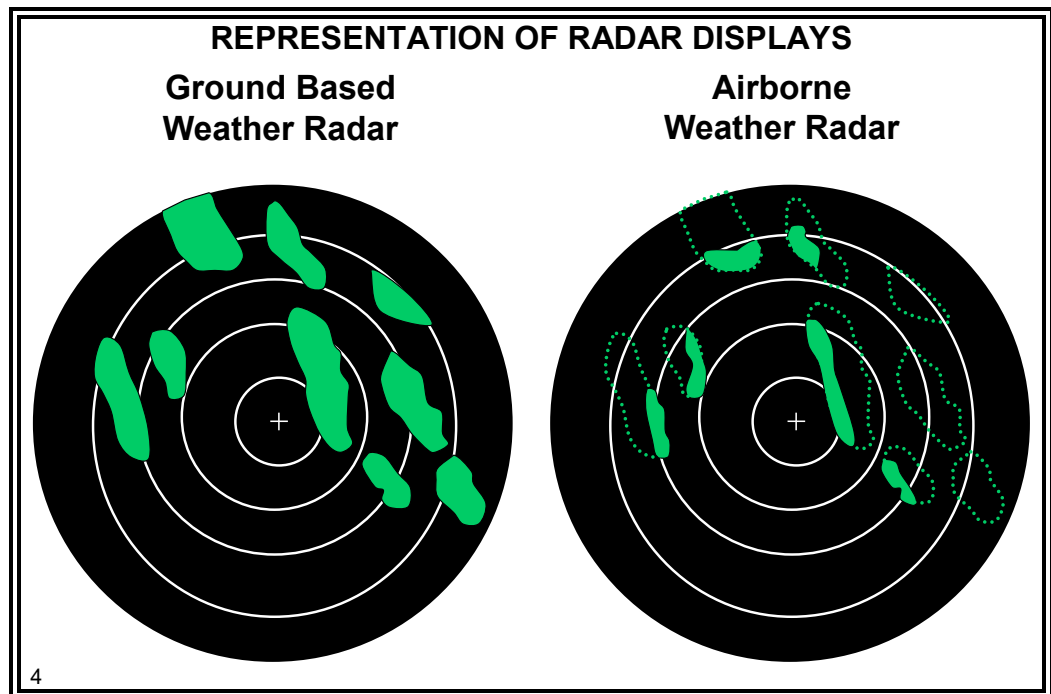 REPRESENTATION OF RADAR DISPLAYS
Ground Based
Weather Radar
Airborne
Weather Radar
4